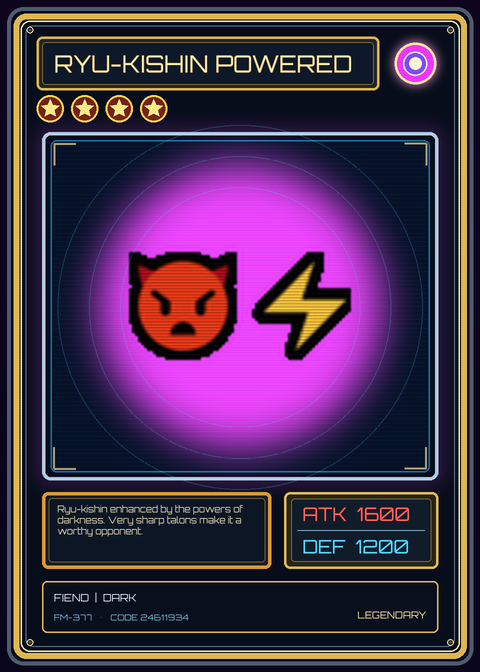 RYU-KISHIN POWERED
Ryu-kishin enhanced by the powers of
darkness. Very sharp talons make it a
worthy opponent.
ATK 1600
DEF 1200
FIEND | DARK
FM-377 · CODE 24611934
LEGENDARY